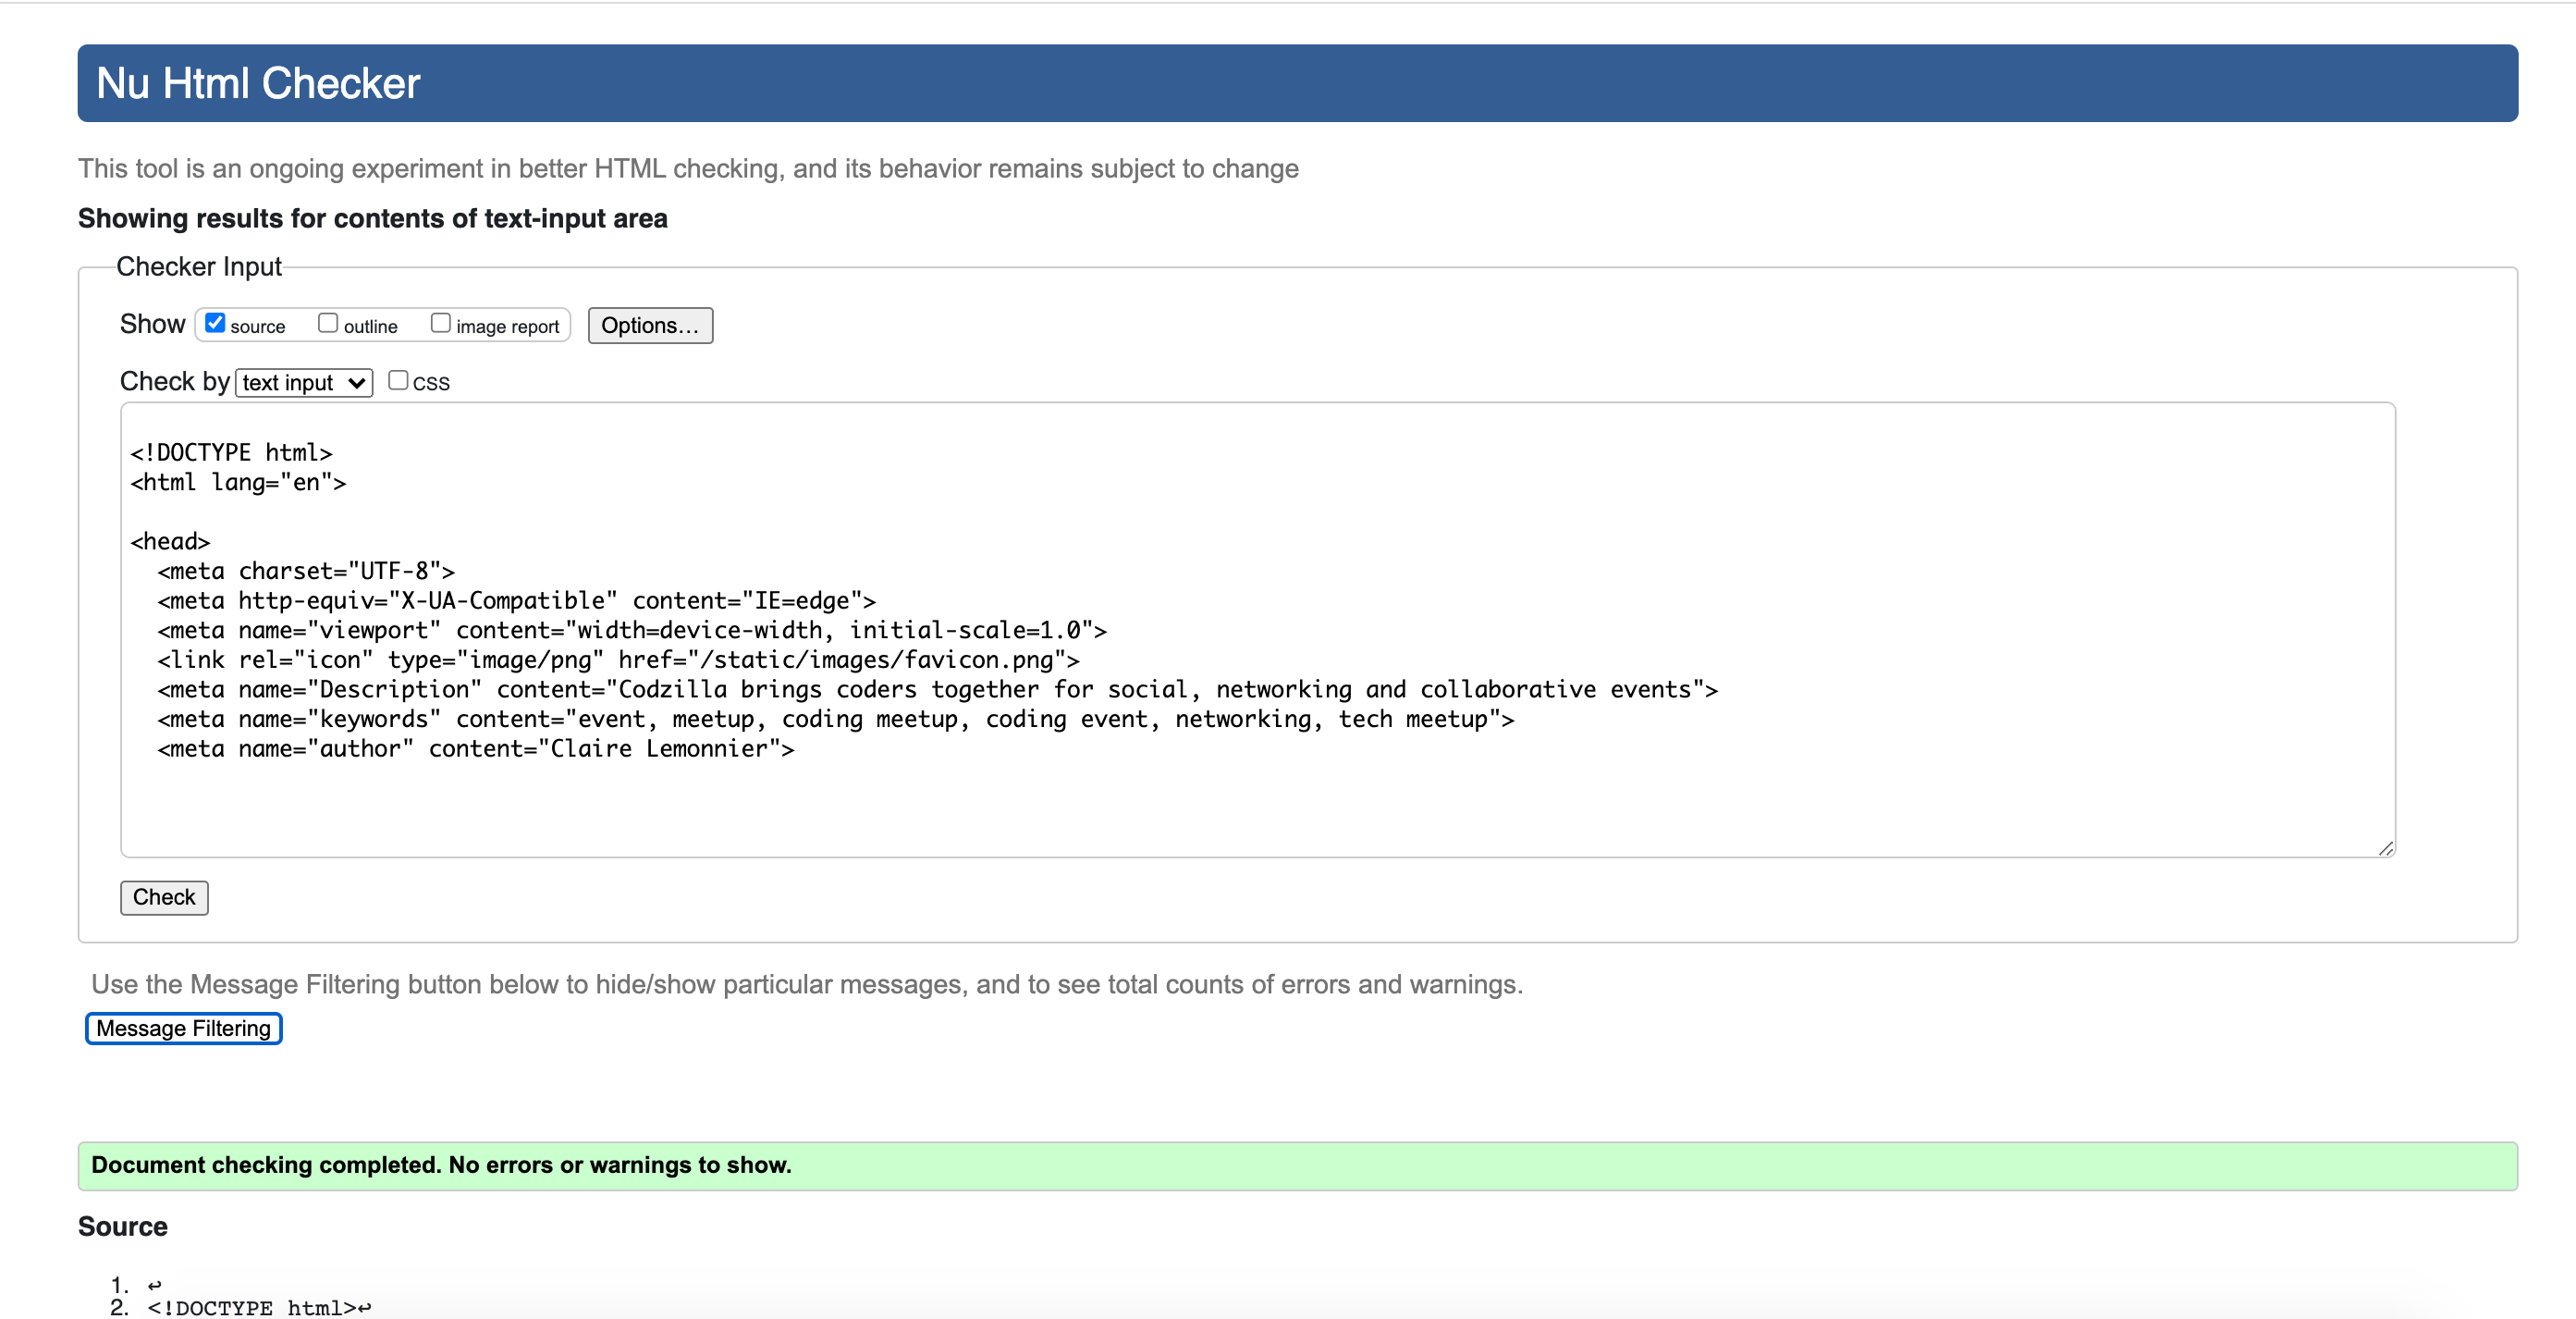 Nu Html Checker
This tool is an ongoing experiment in better HTML checking, and its behavior remains subject to change
Showing results for contents of text-input area
Checker Input
Show source outline image report Options...
Check by text input CSS
<!DOCTYPE html>
<html lang="en">
<head>
<meta charset="UTF-8">
<meta http-equiv="X-UA-Compatible" content="IE=edge">
<meta name="viewport" content="width=device-width, initial-scale=1.0">
<link rel="icon" type="image/png" href="/static/images/favicon.png">
<meta name="Description" content="Codzilla brings coders together for social, networking and collaborative events">
<meta name="keywords" content="event, meetup, coding meetup, coding event, networking, tech meetup">
<meta name="author" content="Claire Lemonnier">
Check
Use the Message Filtering button below to hide/show particular messages, and to see total counts of errors and warnings.
Message Filtering
Document checking completed. No errors or warnings to show.
Source
1. ↩
2. <!DOCTYPE html>↩